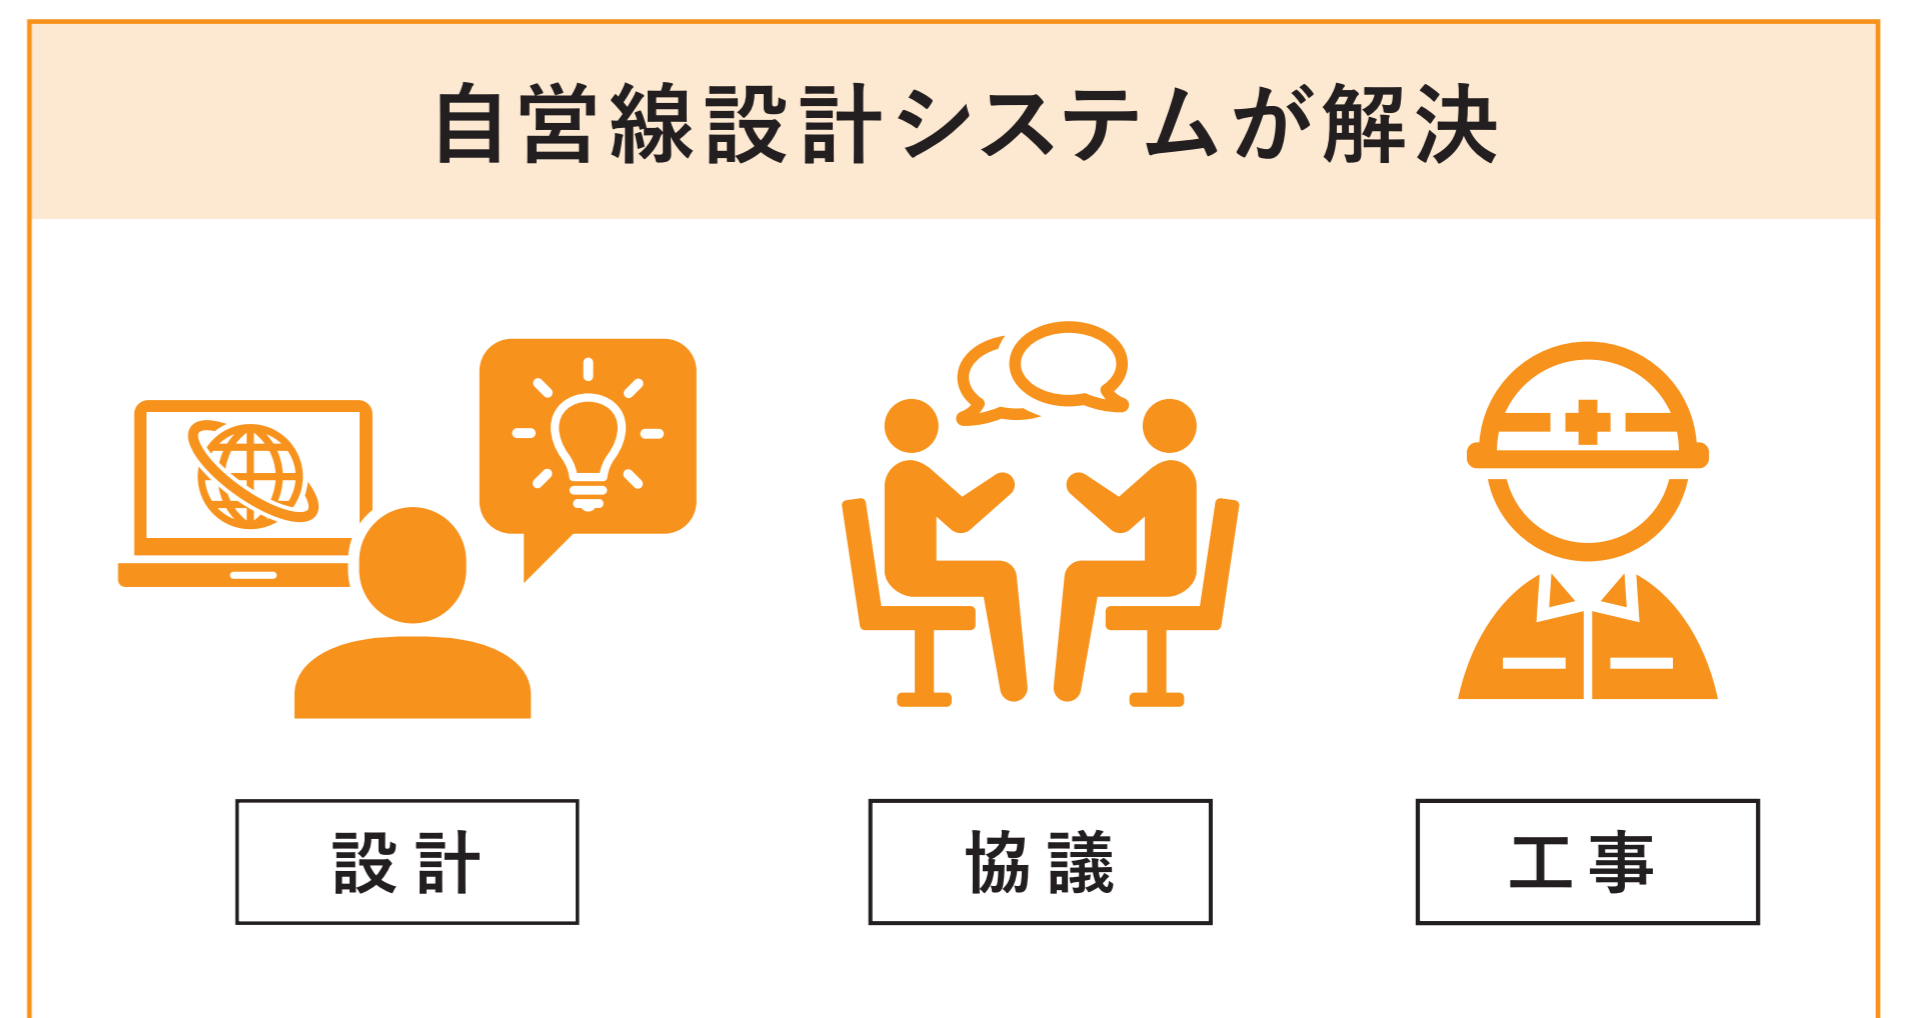 自営線設計システムが解決
設計
協議
工事